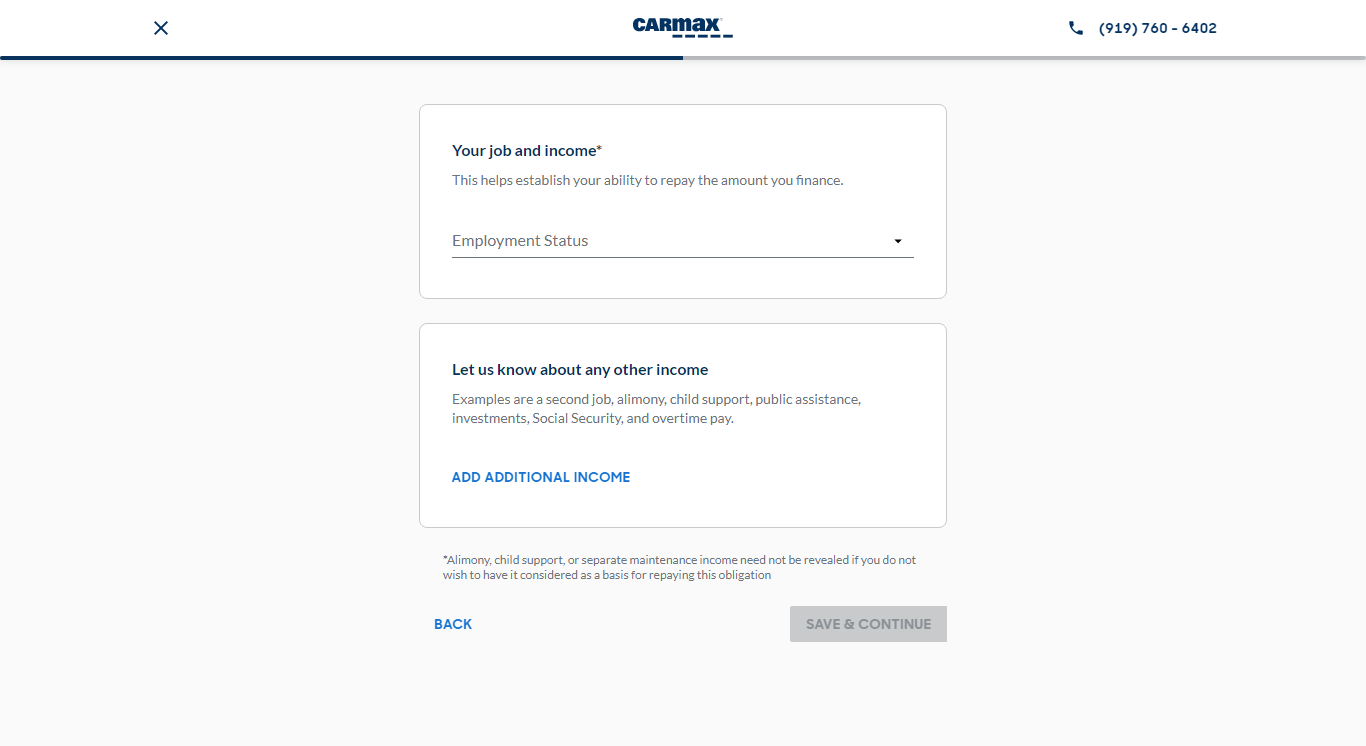 CARMAX
(919) 760 - 6402
Your job and income*
This helps establish your ability to repay the amount you finance.
Employment Status
Let us know about any other income
Examples are a second job, alimony, child support, public assistance,
investments, Social Security, and overtime pay.
ADD ADDITIONAL INCOME
*Alimony, child support, or separate maintenance income need not be revealed if you do not
wish to have it considered as a basis for repaying this obligation
BACK
SAVE & CONTINUE